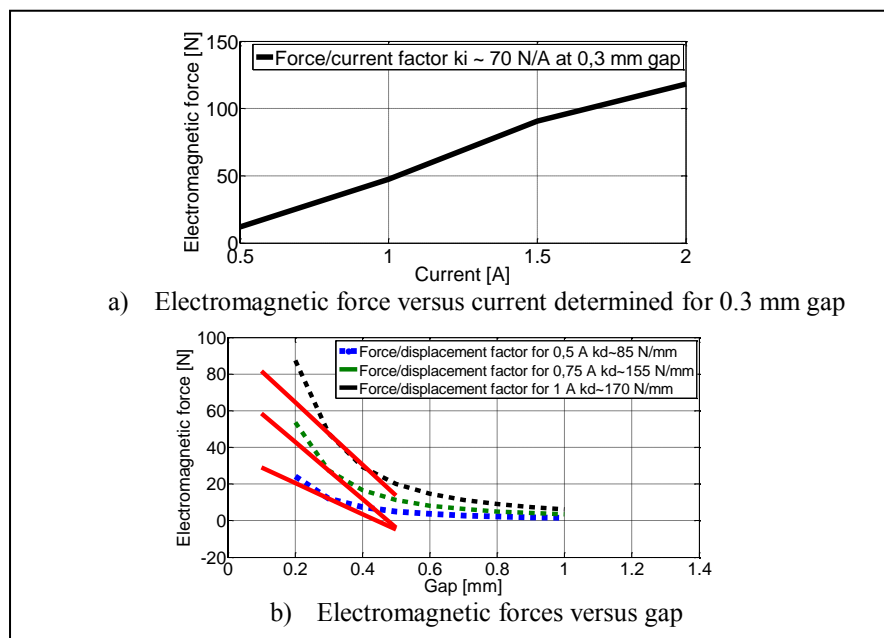 150
Force/current factor ki ~ 70 N/A at 0,3 mm gap
100
50
0
Electromagnetic force [N]
0.5 1 1.5 2
Current [A]
a) Electromagnetic force versus current determined for 0.3 mm gap
100
Force/displacement factor for 0,5 A kd~85 N/mm
80
Force/displacement factor for 0,75 A kd~155 N/mm
60
Force/displacement factor for 1 A kd~170 N/mm
40
20
0
-20
Electromagnetic force [N]
0 0.2 0.4 0.6 0.8 1 1.2 1.4
Gap [mm]
b) Electromagnetic forces versus gap